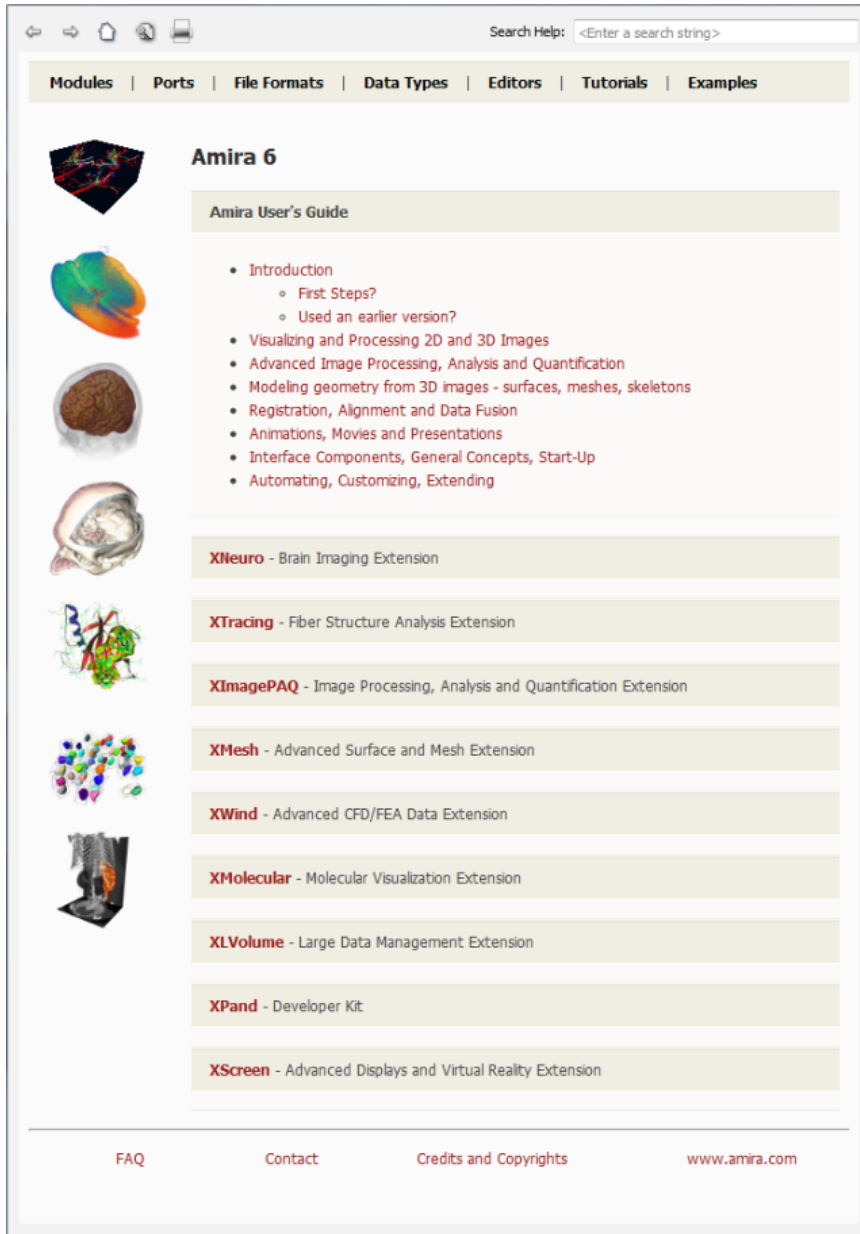 Search Help: <Enter a search string>
Modules | Ports | File Formats | Data Types | Editors | Tutorials | Examples
Amira 6
Amira User's Guide
• Introduction
◦ First Steps?
◦ Used an earlier version?
• Visualizing and Processing 2D and 3D Images
• Advanced Image Processing, Analysis and Quantification
• Modeling geometry from 3D images - surfaces, meshes, skeletons
• Registration, Alignment and Data Fusion
• Animations, Movies and Presentations
• Interface Components, General Concepts, Start-Up
• Automating, Customizing, Extending
XNeuro - Brain Imaging Extension
XTracing - Fiber Structure Analysis Extension
XImagePAQ - Image Processing, Analysis and Quantification Extension
XMesh - Advanced Surface and Mesh Extension
XWind - Advanced CFD/FEA Data Extension
XMolecular - Molecular Visualization Extension
XLVolume - Large Data Management Extension
XPand - Developer Kit
XScreen - Advanced Displays and Virtual Reality Extension
FAQ Contact Credits and Copyrights www.amira.com